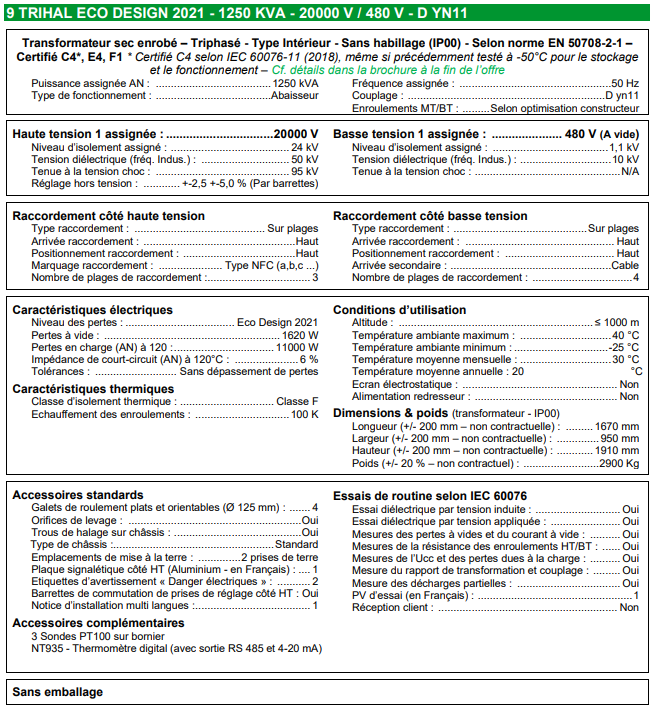 9 TRIHAL ECO DESIGN 2021 - 1250 KVA - 20000 V / 480 V - D YN11
Transformateur sec enrobé – Triphasé - Type Intérieur - Sans habillage (IP00) - Selon norme EN 50708-2-1 –
Certifié C4*, E4, F1 * Certifié C4 selon IEC 60076-11 (2018), même si précédemment testé à -50°C pour le stockage
et le fonctionnement – Cf. détails dans la brochure à la fin de l'offre
Puissance assignée AN : ................................ 1250 kVA
Type de fonctionnement : ........................... Abaisseur
Fréquence assignée : ........................................... 50 Hz
Couplage : ........................................................ D yn11
Enroulements MT/BT : ........Selon optimisation constructeur
Haute tension 1 assignée : ..........................20000 V
Niveau d'isolement assigné : ............................... 24 kV
Tension diélectrique (fréq. Indus.) : ..................... 50 kV
Tenue à la tension choc : .................................... 95 kV
Réglage hors tension : ............ +-2,5 +-5,0 % (Par barrettes)
Basse tension 1 assignée : .................... 480 V (A vide)
Niveau d'isolement assigné : ................................. 1,1 kV
Tension diélectrique (fréq. Indus.) : ....................... 10 kV
Tenue à la tension choc : ......................................... N/A
Raccordement côté haute tension
Type raccordement : ..................................... Sur plages
Arrivée raccordement : ..........................................Haut
Positionnement raccordement : ..............................Haut
Marquage raccordement : ................... Type NFC (a,b,c ...)
Nombre de plages de raccordement :......................... 3
Raccordement côté basse tension
Type raccordement : ....................................... Sur plages
Arrivée raccordement : ............................................ Haut
Positionnement raccordement : ................................ Haut
Arrivée secondaire : ................................................ Cable
Nombre de plages de raccordement : .......................... 4
Caractéristiques électriques
Niveau des pertes : ................................ Eco Design 2021
Pertes à vide : ................................................. 1620 W
Pertes en charge (AN) à 120 :............................ 11000 W
Impédance de court-circuit (AN) à 120°C : ................. 6 %
Tolérances : ...................... Sans dépassement de pertes
Caractéristiques thermiques
Classe d'isolement thermique : ........................ Classe F
Echauffement des enroulements : ........................ 100 K
Conditions d'utilisation
Altitude : ......................................................... ≤ 1000 m
Température ambiante maximum : .......................... 40 °C
Température ambiante minimum : .......................... -25 °C
Température moyenne mensuelle : ......................... 30 °C
Température moyenne annuelle : 20 °C
Ecran électrostatique : ............................................. Non
Alimentation redresseur : ......................................... Non
Dimensions & poids (transformateur - IP00)
Longueur (+/- 200 mm – non contractuelle) : ......... 1670 mm
Largeur (+/- 200 mm – non contractuelle) : ............. 950 mm
Hauteur (+/- 200 mm – non contractuelle) : ........... 1910 mm
Poids (+/- 20 % – non contractuel) : .......................2900 Kg
Accessoires standards
Galets de roulement plats et orientables (Ø 125 mm) : ....... 4
Orifices de levage : .................................................Oui
Trous de halage sur châssis : ..................................Oui
Type de châssis : .............................................Standard
Emplacements de mise à la terre : .............2 prises de terre
Plaque signalétique côté HT (Aluminium - en Français) : .... 1
Etiquettes d'avertissement « Danger électriques » : .......... 2
Barrettes de commutation de prises de réglage côté HT : Oui
Notice d'installation multi langues :............................. 1
Accessoires complémentaires
3 Sondes PT100 sur bornier
NT935 - Thermomètre digital (avec sortie RS 485 et 4-20 mA)
Essais de routine selon IEC 60076
Essai diélectrique par tension induite : ...................... Oui
Essai diélectrique par tension appliquée : .................. Oui
Mesures des pertes à vides et du courant à vide : ........ Oui
Mesures de la résistance des enroulements HT/BT : ...... Oui
Mesures de l'Ucc et des pertes dues à la charge : ........ Oui
Mesure du rapport de transformation et couplage : ....... Oui
Mesure des décharges partielles : ............................. Oui
PV d'essai (en Français) : ........................................... 1
Réception client : .................................................... Non
Sans emballage